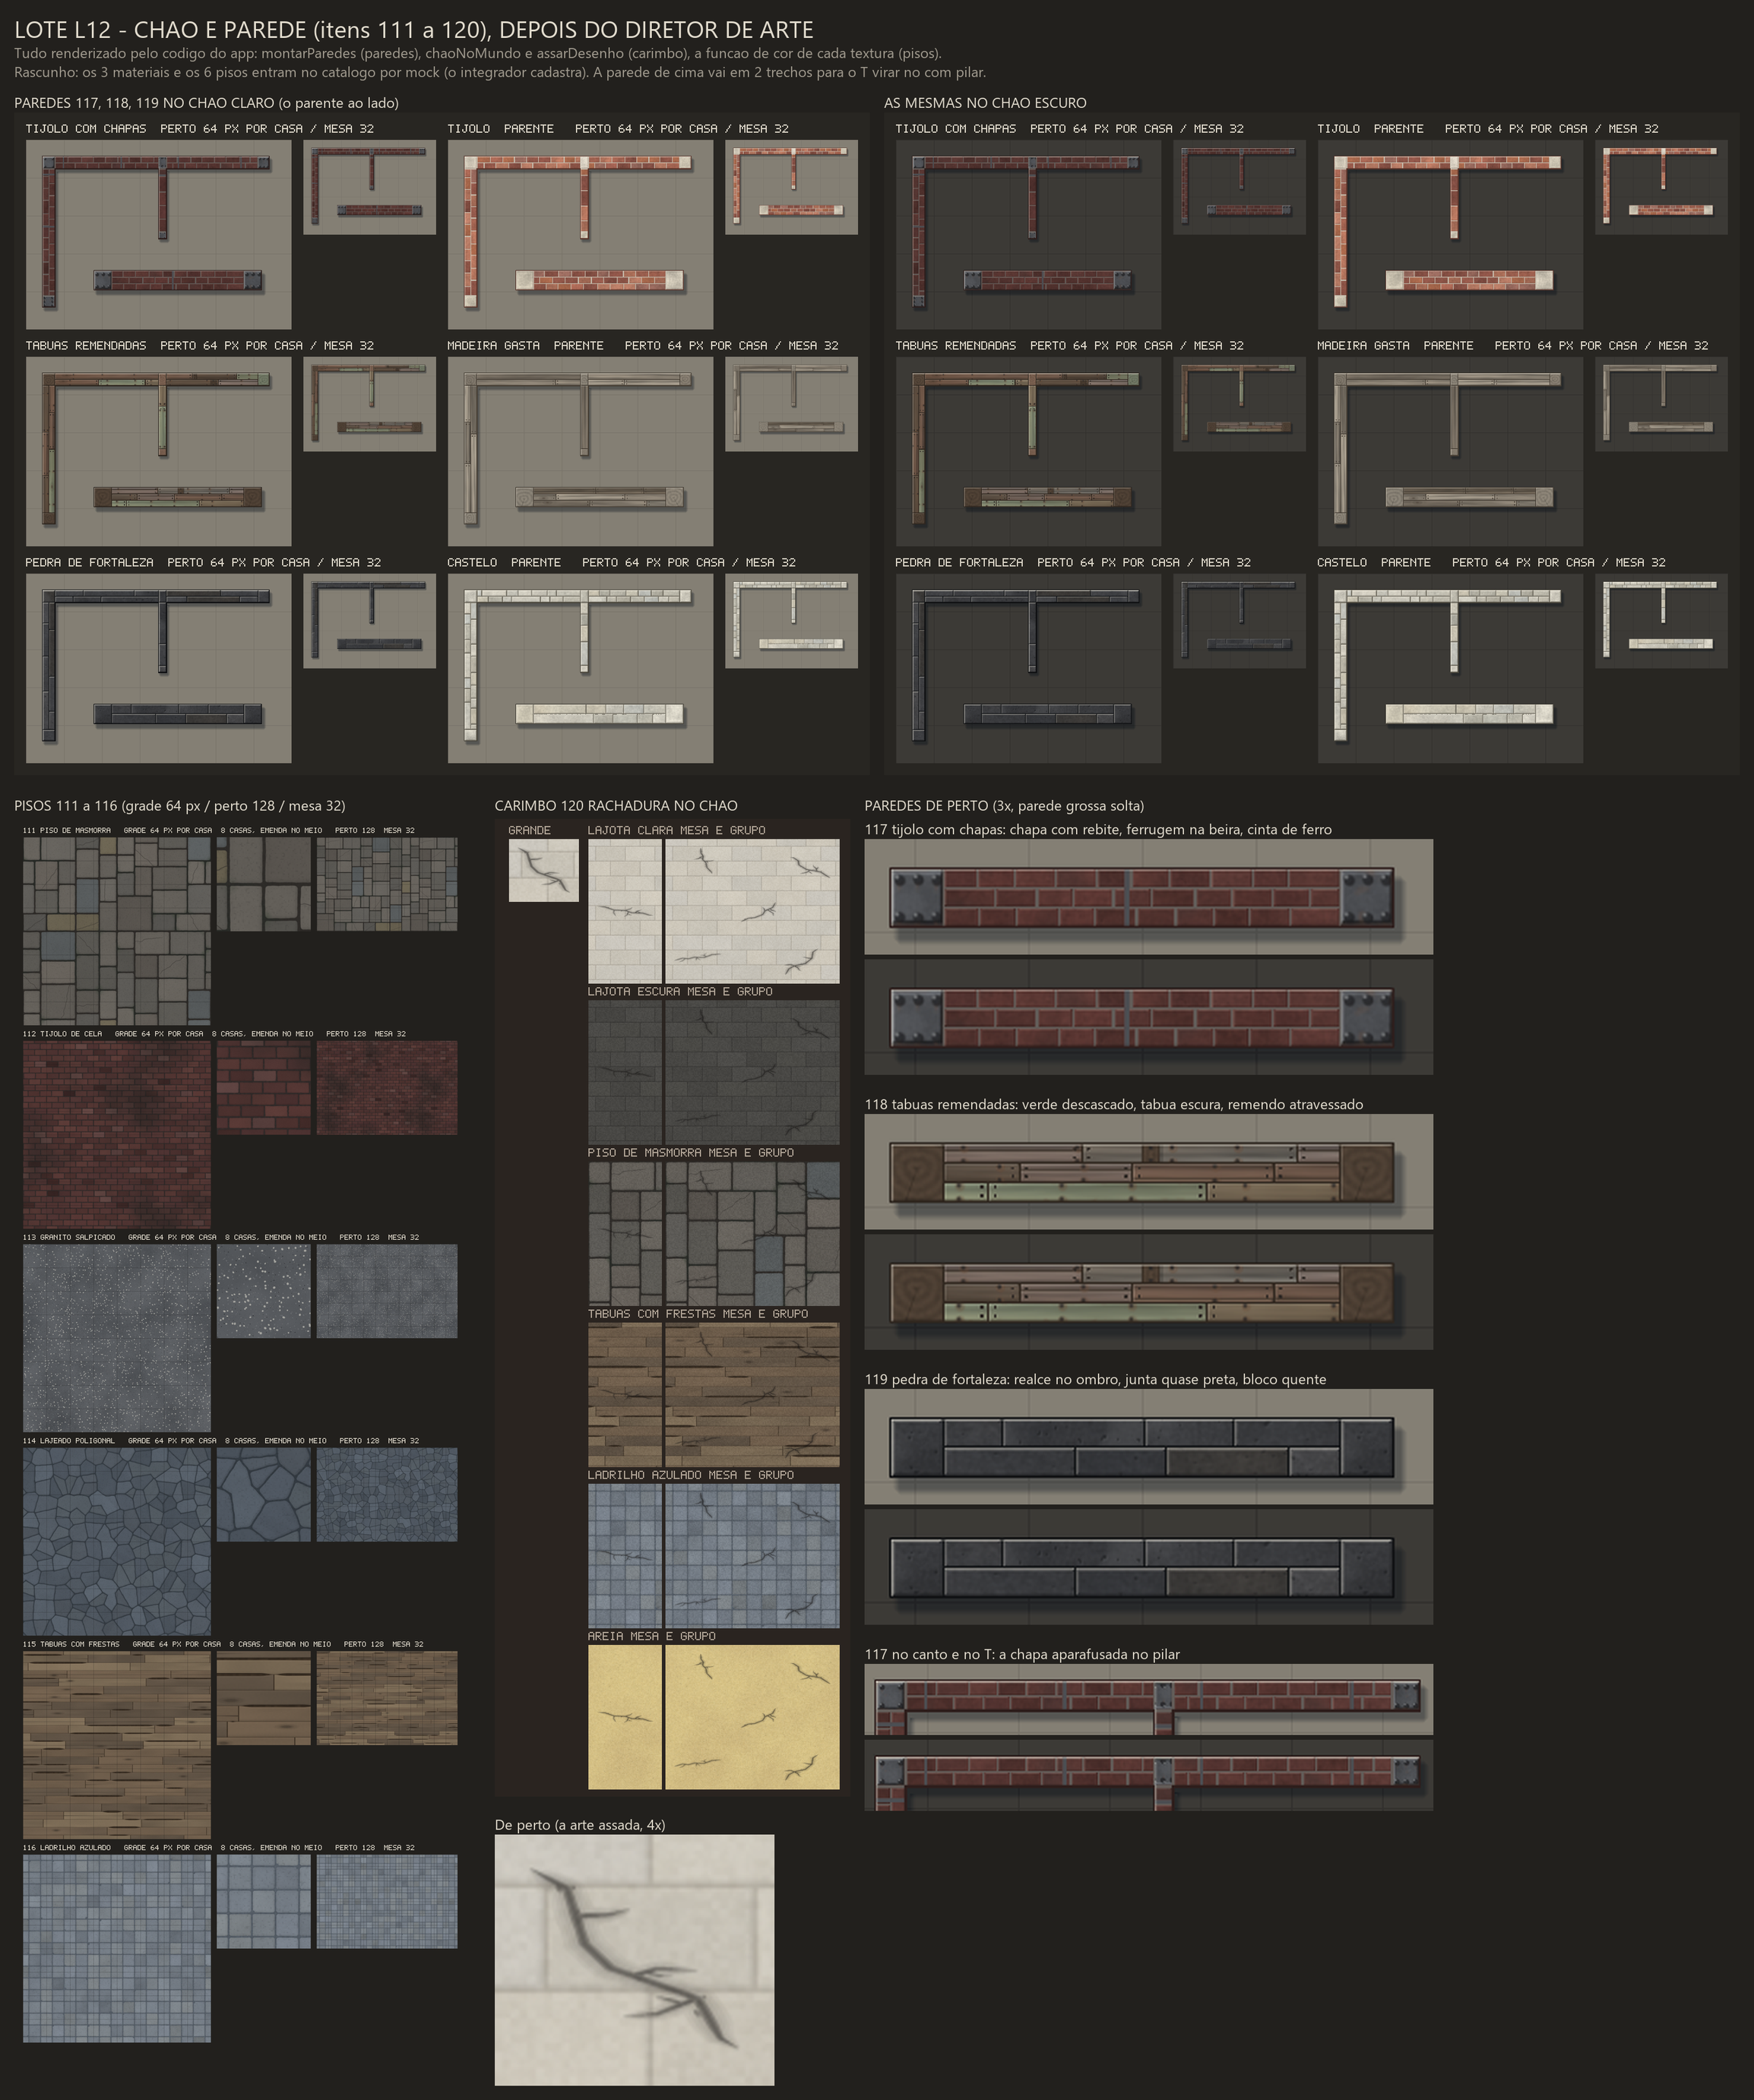 LOTE L12 - CHAO E PAREDE (itens 111 a 120), DEPOIS DO DIRETOR DE ARTE
Tudo renderizado pelo codigo do app: montarParedes (paredes), chaoNoMundo e assarDesenho (carimbo), a funcao de cor de cada textura (pisos).
Rascunho: os 3 materiais e os 6 pisos entram no catalogo por mock (o integrador cadastra). A parede de cima vai em 2 trechos para o T virar no com pilar.
PAREDES 117, 118, 119 NO CHAO CLARO (o parente ao lado)
TIJOLO COM CHAPAS PERTO 64 PX POR CASA / MESA 32
TIJOLO PARENTE PERTO 64 PX POR CASA / MESA 32
TABUAS REMENDADAS PERTO 64 PX POR CASA / MESA 32
MADEIRA GASTA PARENTE PERTO 64 PX POR CASA / MESA 32
PEDRA DE FORTALEZA PERTO 64 PX POR CASA / MESA 32
CASTELO PARENTE PERTO 64 PX POR CASA / MESA 32
AS MESMAS NO CHAO ESCURO
TIJOLO COM CHAPAS PERTO 64 PX POR CASA / MESA 32
TIJOLO PARENTE PERTO 64 PX POR CASA / MESA 32
TABUAS REMENDADAS PERTO 64 PX POR CASA / MESA 32
MADEIRA GASTA PARENTE PERTO 64 PX POR CASA / MESA 32
PEDRA DE FORTALEZA PERTO 64 PX POR CASA / MESA 32
CASTELO PARENTE PERTO 64 PX POR CASA / MESA 32
PISOS 111 a 116 (grade 64 px / perto 128 / mesa 32)
111 PISO DE MASMORRA GRADE 64 PX POR CASA 8 CASAS, EMENDA NO MEIO PERTO 128 MESA 32
112 TIJOLO DE CELA GRADE 64 PX POR CASA 8 CASAS, EMENDA NO MEIO PERTO 128 MESA 32
113 GRANITO SALPICADO GRADE 64 PX POR CASA 8 CASAS, EMENDA NO MEIO PERTO 128 MESA 32
114 LAJEADO POLIGONAL GRADE 64 PX POR CASA 8 CASAS, EMENDA NO MEIO PERTO 128 MESA 32
115 TABUAS COM FRESTAS GRADE 64 PX POR CASA 8 CASAS, EMENDA NO MEIO PERTO 128 MESA 32
116 LADRILHO AZULADO GRADE 64 PX POR CASA 8 CASAS, EMENDA NO MEIO PERTO 128 MESA 32
CARIMBO 120 RACHADURA NO CHAO
GRANDE
LAJOTA CLARA MESA E GRUPO
LAJOTA ESCURA MESA E GRUPO
PISO DE MASMORRA MESA E GRUPO
TABUAS COM FRESTAS MESA E GRUPO
LADRILHO AZULADO MESA E GRUPO
AREIA MESA E GRUPO
De perto (a arte assada, 4x)
PAREDES DE PERTO (3x, parede grossa solta)
117 tijolo com chapas: chapa com rebite, ferrugem na beira, cinta de ferro
118 tabuas remendadas: verde descascado, tabua escura, remendo atravessado
119 pedra de fortaleza: realce no ombro, junta quase preta, bloco quente
117 no canto e no T: a chapa aparafusada no pilar